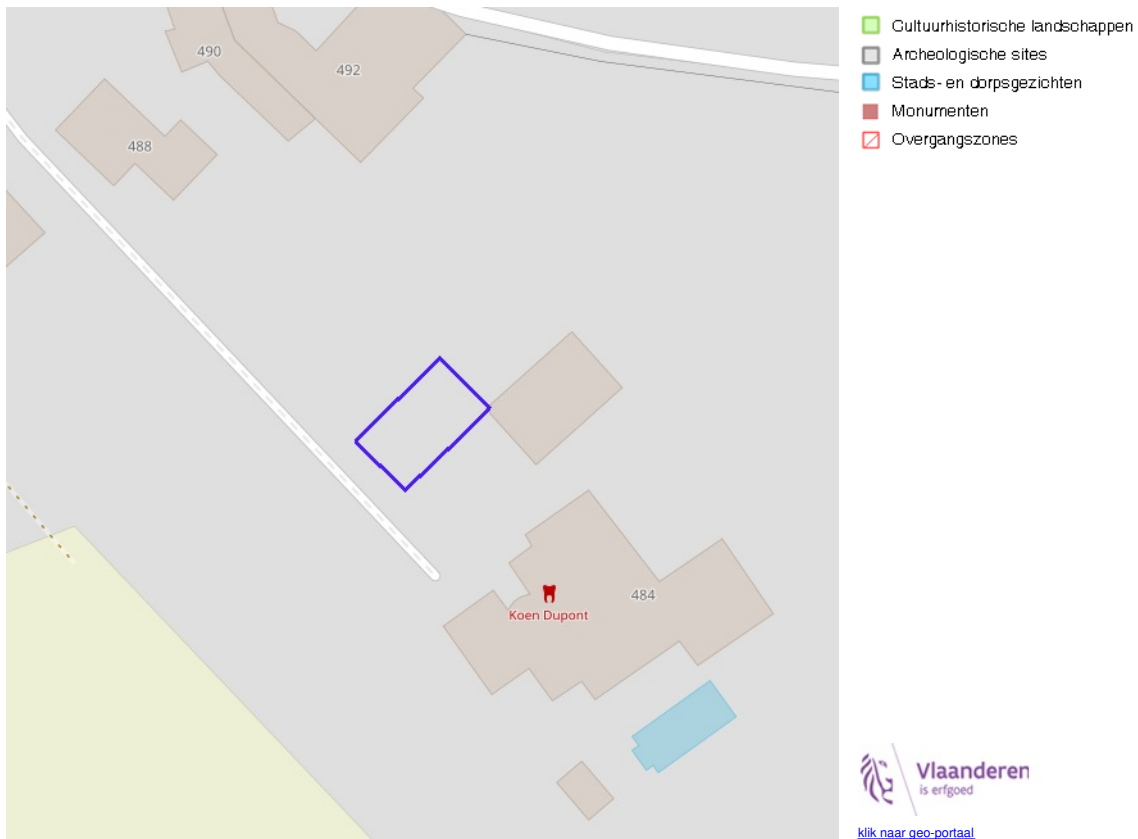 490
492
488
484
Koen Dupont
Cultuurhistorische landschappen
Archeologische sites
Stads- en dorpsgezichten
Monumenten
Overgangszones
Vlaanderen
is erfgoed
klik naar geo-portaal